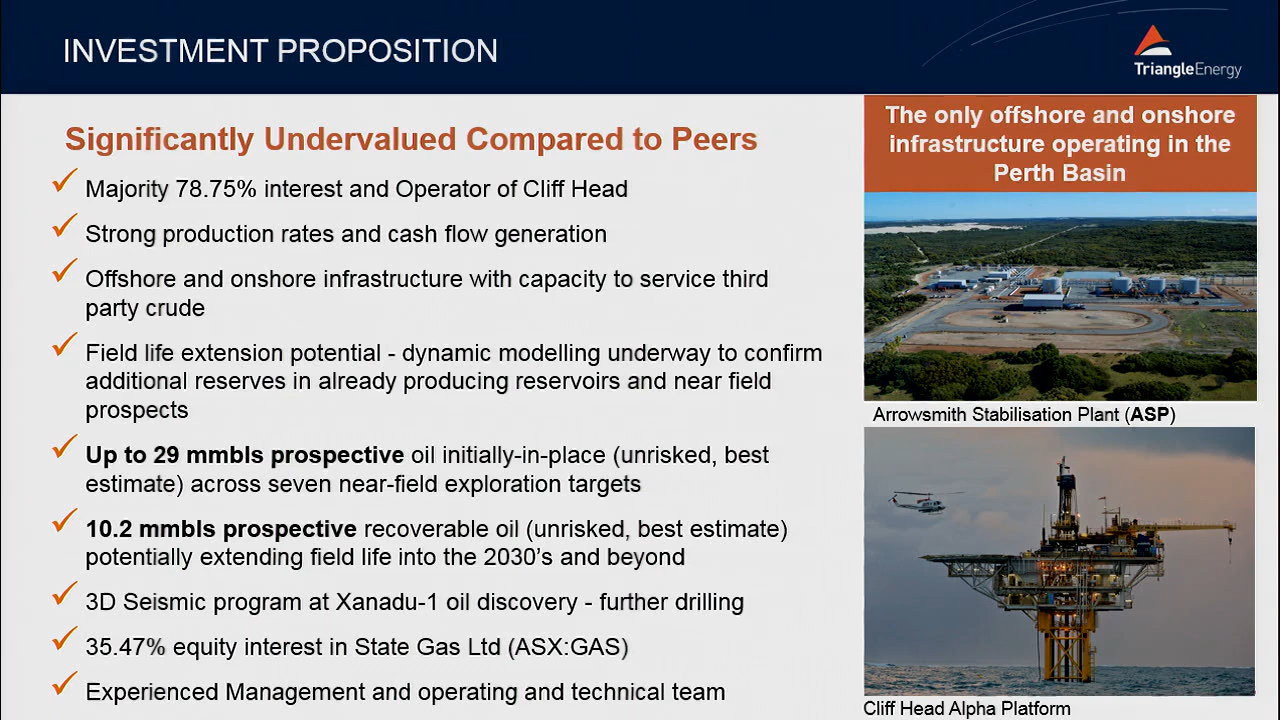 INVESTMENT PROPOSITION
TriangleEnergy
Significantly Undervalued Compared to Peers
Majority 78.75% interest and Operator of Cliff Head
Strong production rates and cash flow generation
Offshore and onshore infrastructure with capacity to service third
party crude
Field life extension potential - dynamic modelling underway to confirm
additional reserves in already producing reservoirs and near field
prospects
Up to 29 mmbls prospective oil initially-in-place (unrisked, best
estimate) across seven near-field exploration targets
10.2 mmbls prospective recoverable oil (unrisked, best estimate)
potentially extending field life into the 2030’s and beyond
3D Seismic program at Xanadu-1 oil discovery - further drilling
35.47% equity interest in State Gas Ltd (ASX:GAS)
Experienced Management and operating and technical team
The only offshore and onshore
infrastructure operating in the
Perth Basin
Arrowsmith Stabilisation Plant (ASP)
Cliff Head Alpha Platform